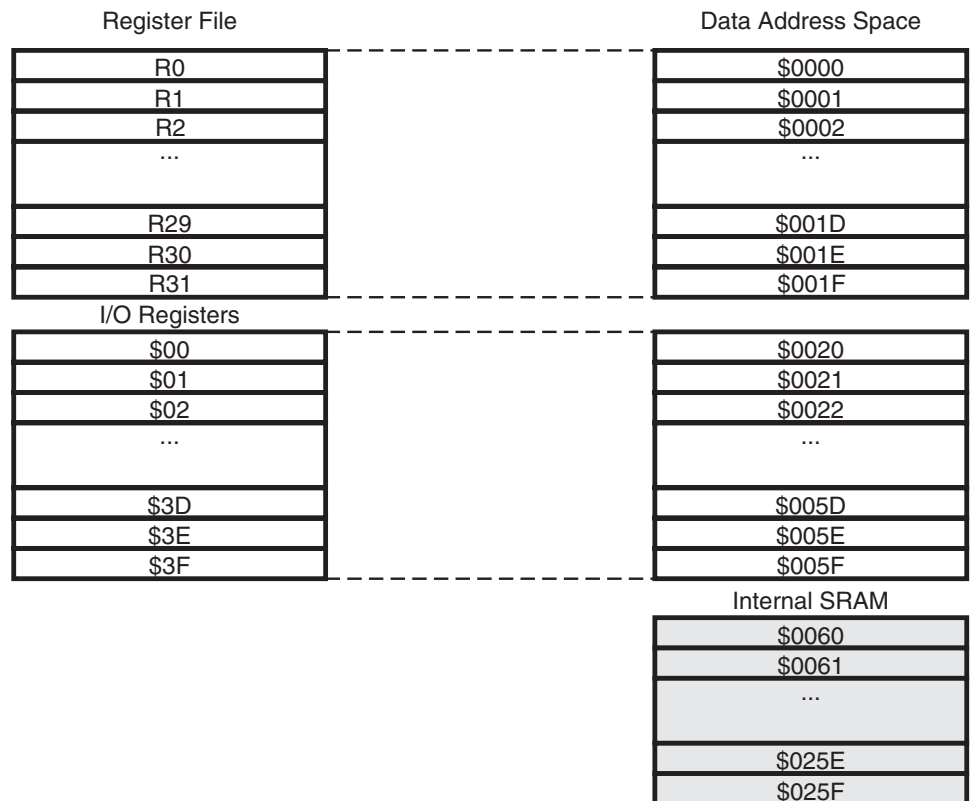 Register File Data Address Space
R0 $0000
R1 $0001
R2 $0002
... ...
R29 $001D
R30 $001E
R31 $001F
I/O Registers
$00 $0020
$01 $0021
$02 $0022
... ...
$3D $005D
$3E $005E
$3F $005F
Internal SRAM
$0060
$0061
...
$025E
$025F